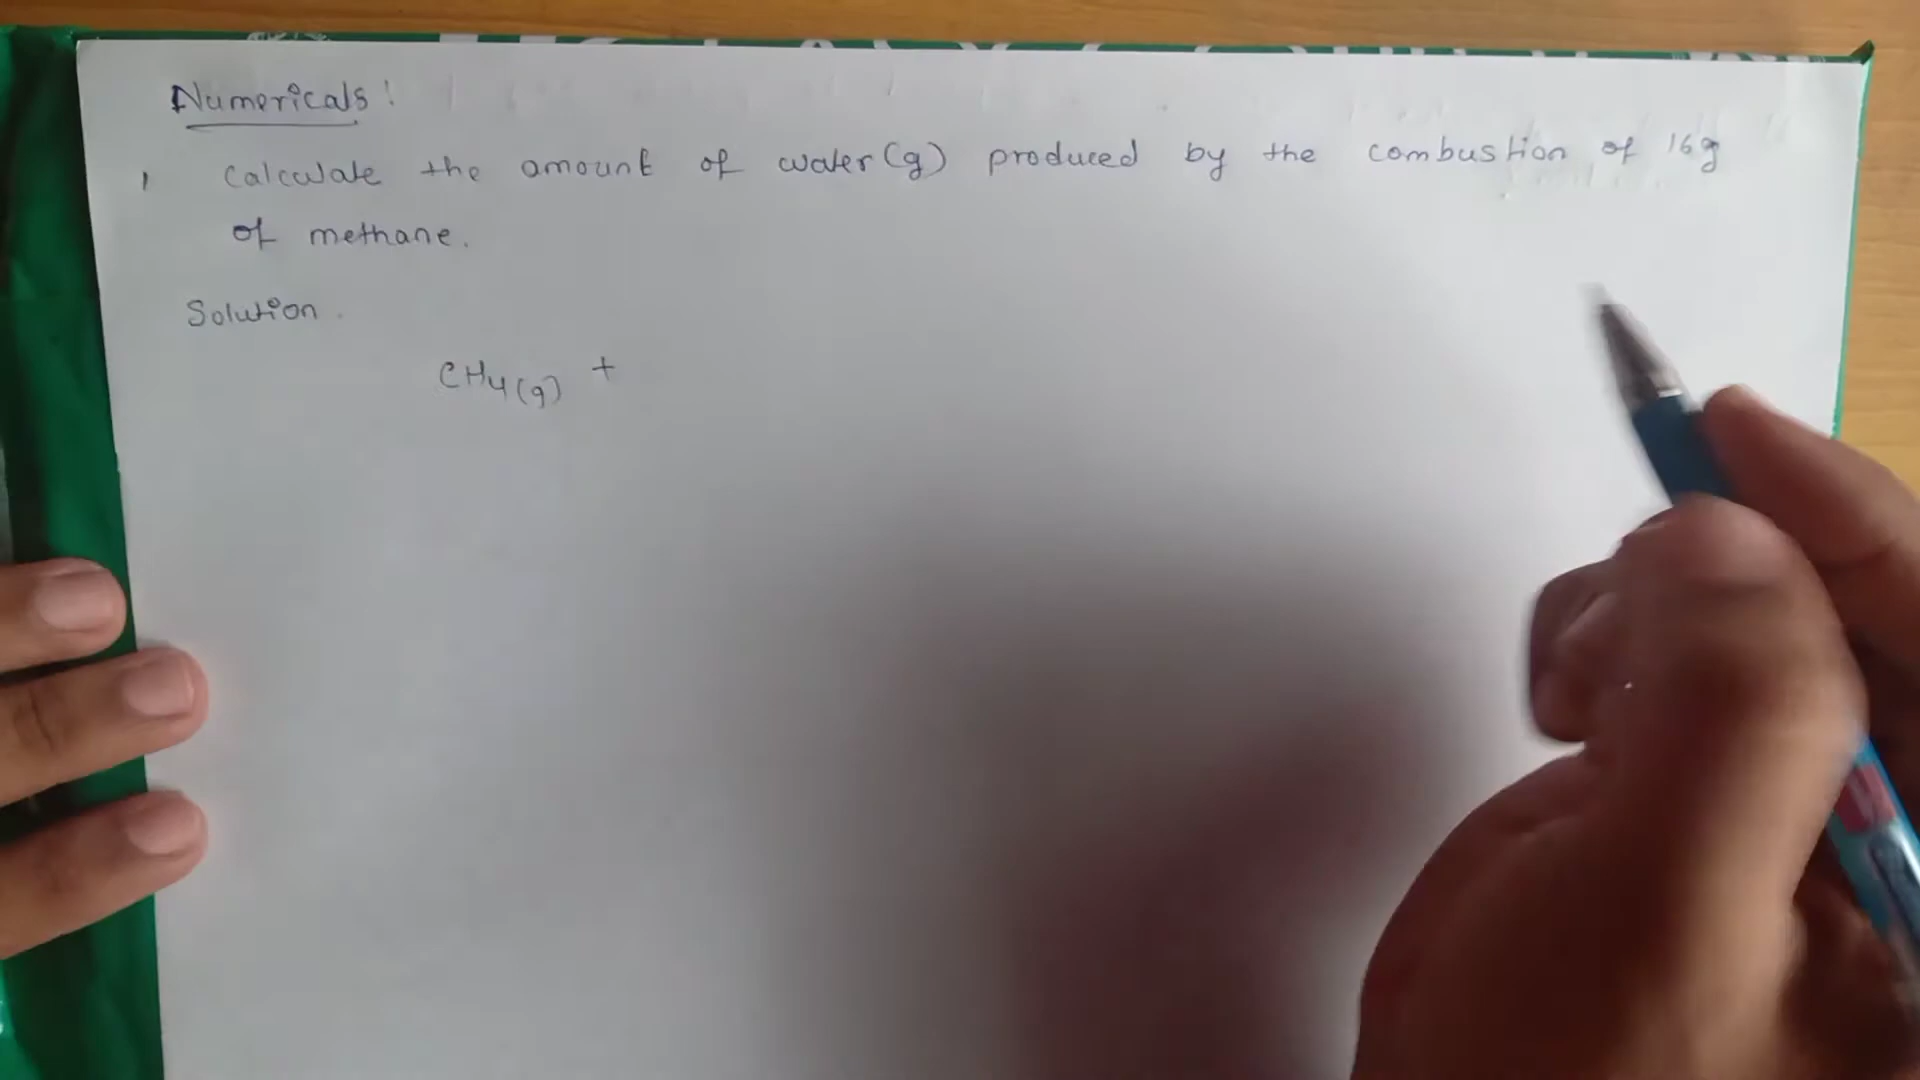 Numericals:
1 Calculate the amount of water(g) produced by the combustion of 16g
of methane.
Solution.
CH4(g) +